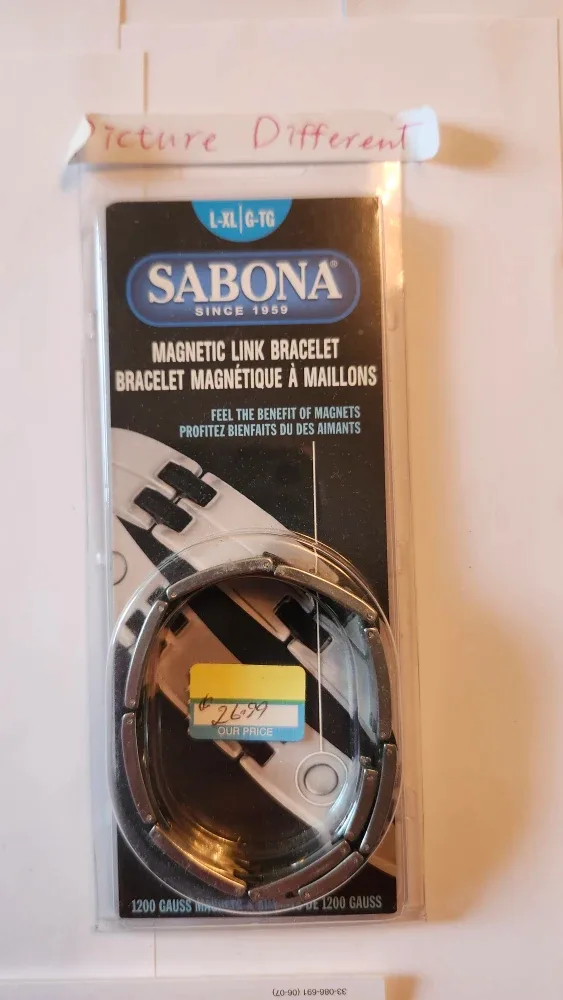 Picture Different
L-XL | G-TG
SABONA®
SINCE 1959
MAGNETIC LINK BRACELET
BRACELET MAGNÉTIQUE À MAILLONS
FEEL THE BENEFIT OF MAGNETS
PROFITEZ BIENFAITS DU DES AIMANTS
26.99
OUR PRICE
1200 GAUSS MAGNETS DE 1200 GAUSS
33-086-691 (06-07)